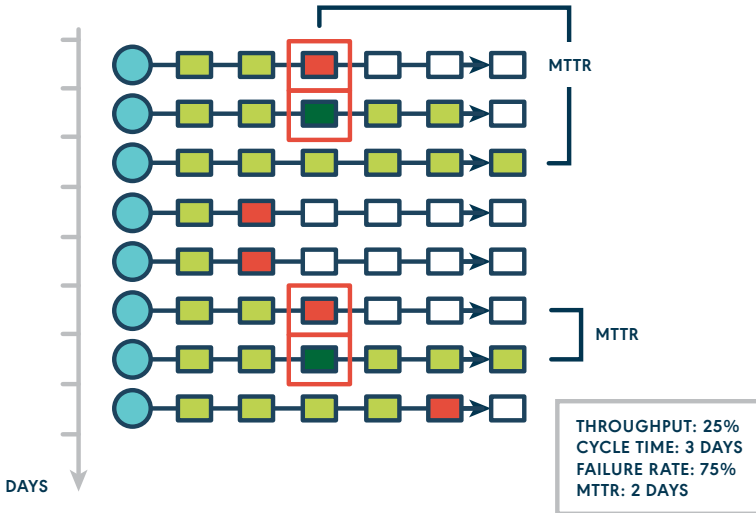 MTTR
MTTR
THROUGHPUT: 25%
CYCLE TIME: 3 DAYS
FAILURE RATE: 75%
MTTR: 2 DAYS
DAYS